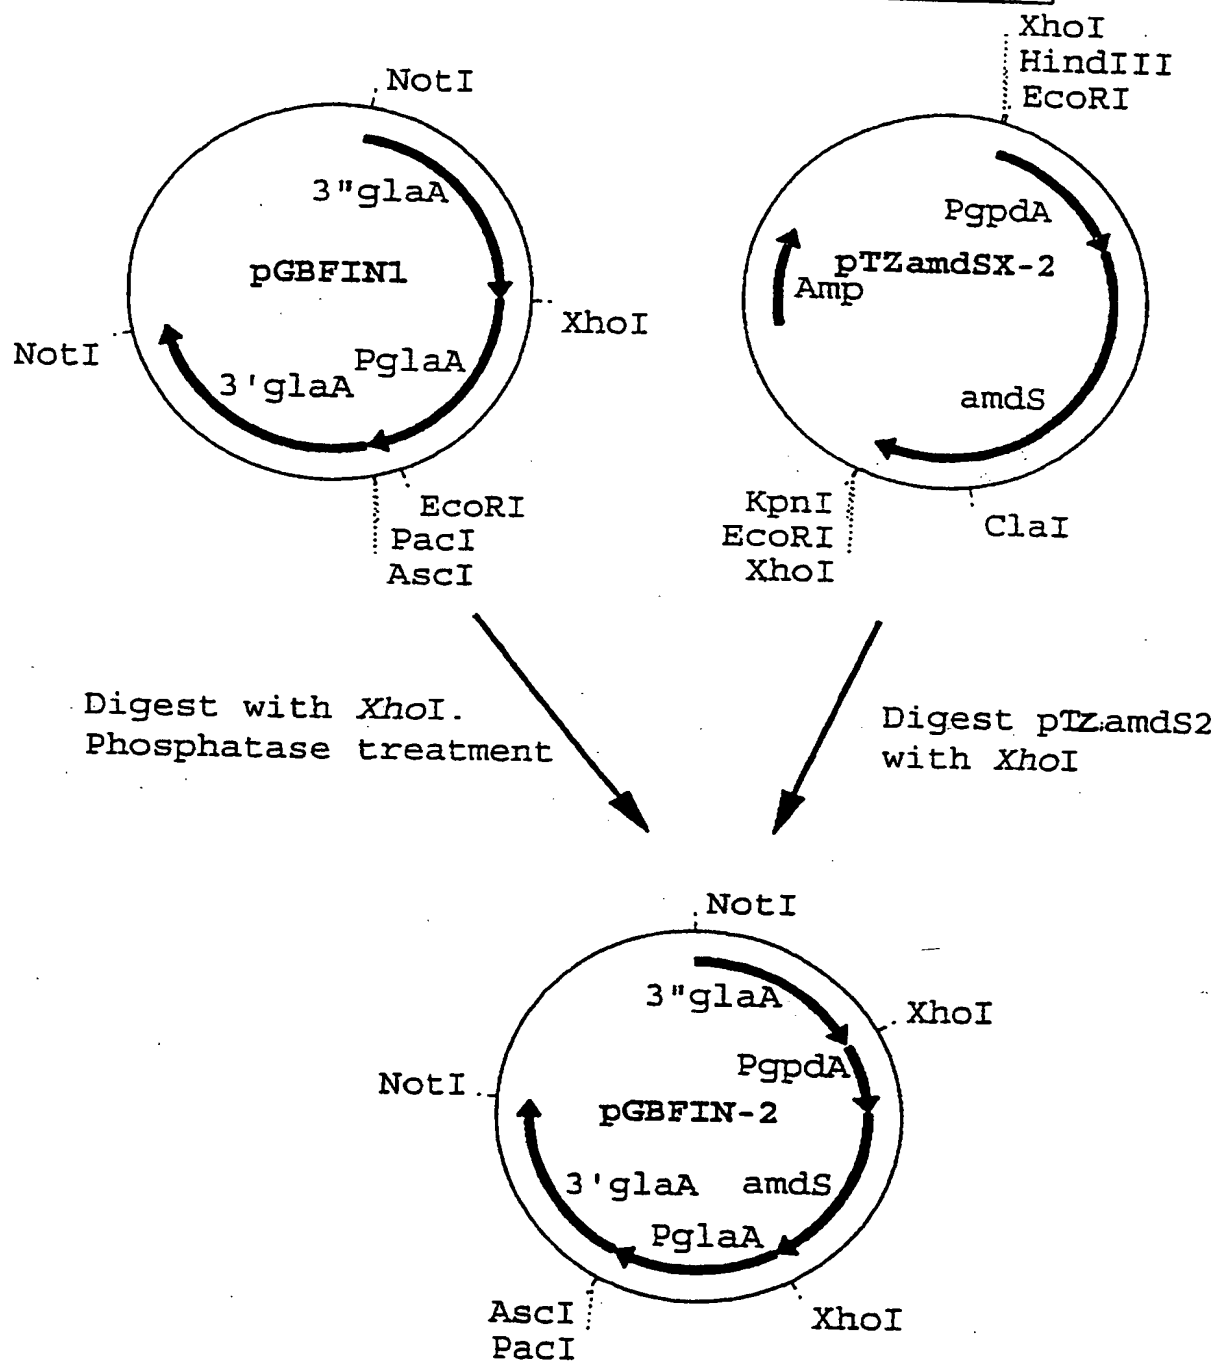 NotI
3"glaA
pGBFIN1
XhoI
NotI
PglaA
3'glaA
EcoRI
PacI
AscI
XhoI
HindIII
EcoRI
PgpdA
pTZamdSX-2
Amp
amdS
KpnI
EcoRI
XhoI
ClaI
Digest with XhoI.
Phosphatase treatment
Digest pTZamdS2
with XhoI
NotI
3"glaA
XhoI
PgpdA
NotI
pGBFIN-2
3'glaA
amdS
PglaA
AscI
PacI
XhoI